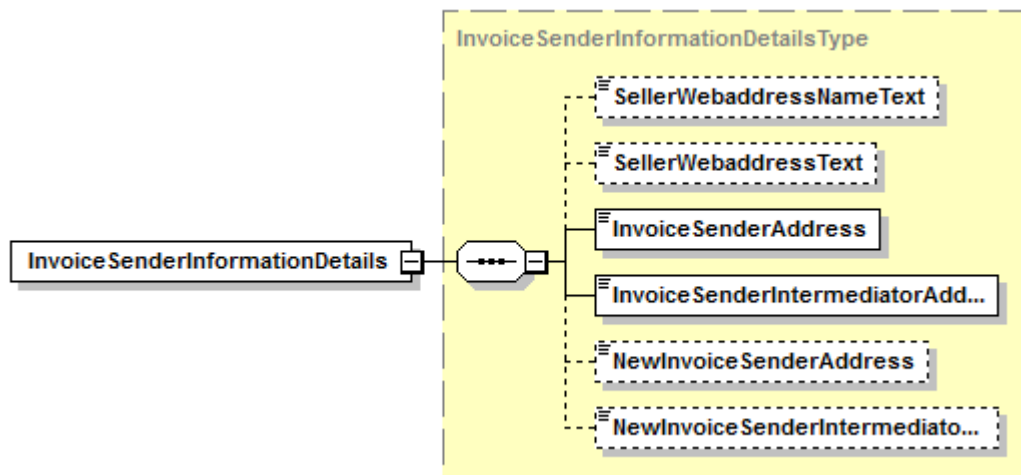 InvoiceSenderInformationDetailsType
SellerWebaddressNameText
SellerWebaddressText
InvoiceSenderAddress
InvoiceSenderInformationDetails
InvoiceSenderIntermediatorAdd...
NewInvoiceSenderAddress
NewInvoiceSenderIntermediato...